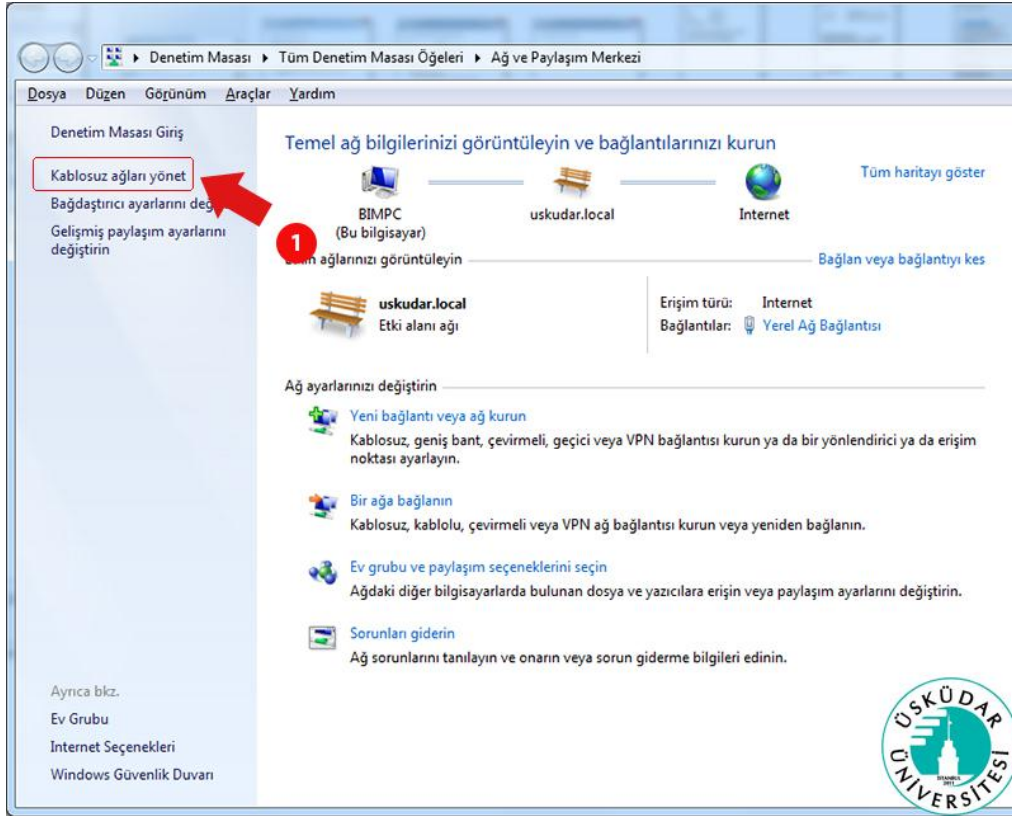 Denetim Masası ▸ Tüm Denetim Masası Öğeleri ▸ Ağ ve Paylaşım Merkezi
Dosya Düzen Görünüm Araçlar Yardım
Denetim Masası Giriş
Kablosuz ağları yönet
Bağdaştırıcı ayarlarını
Gelişmiş paylaşım ayarlarını
değiştirin
1
Temel ağ bilgilerinizi görüntüleyin ve bağlantılarınızı kurun
Tüm haritayı göster
BIMPC
(Bu bilgisayar)
uskudar.local
Internet
ağlarınızı görüntüleyin
Bağlan veya bağlantıyı kes
uskudar.local
Etki alanı ağı
Erişim türü: Internet
Bağlantılar: Yerel Ağ Bağlantısı
Ağ ayarlarınızı değiştirin
Yeni bağlantı veya ağ kurun
Kablosuz, geniş bant, çevirmeli, geçici veya VPN bağlantısı kurun ya da bir yönlendirici ya da erişim
noktası ayarlayın.
Bir ağa bağlanın
Kablosuz, kablolu, çevirmeli veya VPN ağ bağlantısı kurun veya yeniden bağlanın.
Ev grubu ve paylaşım seçeneklerini seçin
Ağdaki diğer bilgisayarlarda bulunan dosya ve yazıcılara erişin veya paylaşım ayarlarını değiştirin.
Sorunları giderin
Ağ sorunlarını tanılayın ve onarın veya sorun giderme bilgileri edinin.
Ayrıca bkz.
Ev Grubu
Internet Seçenekleri
Windows Güvenlik Duvarı
ÜSKÜDAR
ÜNİVERSİTESİ
İSTANBUL
2011